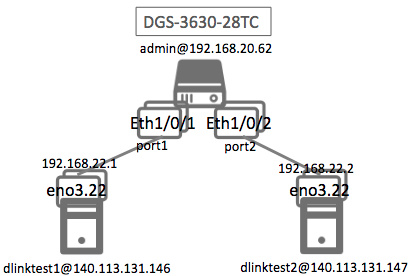 DGS-3630-28TC
admin@192.168.20.62
Eth1/0/1
Eth1/0/2
port1
port2
192.168.22.1
192.168.22.2
eno3.22
eno3.22
dlinktest1@140.113.131.146
dlinktest2@140.113.131.147